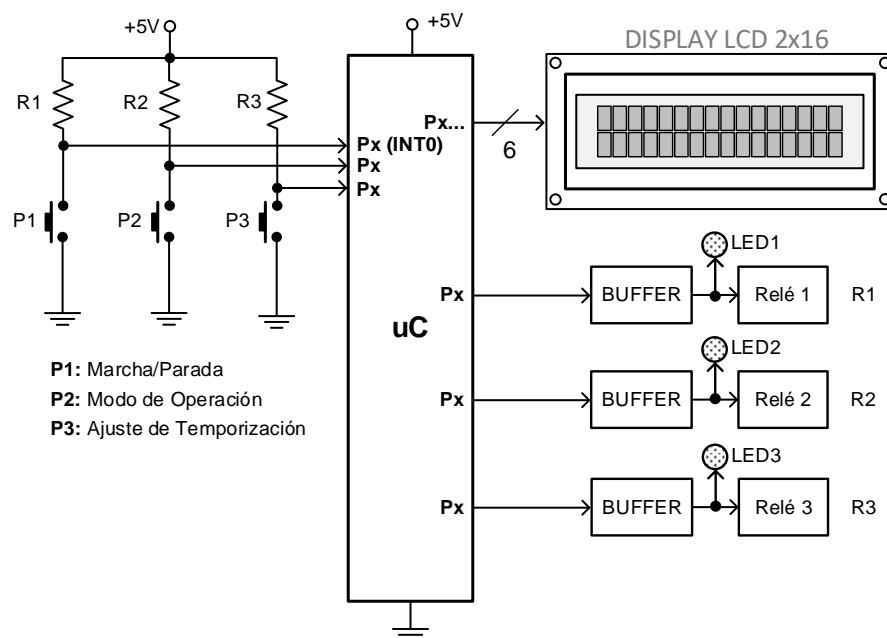 +5V
+5V
DISPLAY LCD 2x16
R1
R2
R3
Px...
6
Px (INT0)
Px
Px
P1
P2
P3
LED1
Px
BUFFER
Relé 1
R1
uC
LED2
Px
BUFFER
Relé 2
R2
P1: Marcha/Parada
P2: Modo de Operación
P3: Ajuste de Temporización
LED3
Px
BUFFER
Relé 3
R3